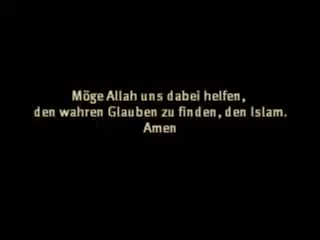 Möge Allah uns dabei helfen,
den wahren Glauben zu finden, den Islam.
Amen